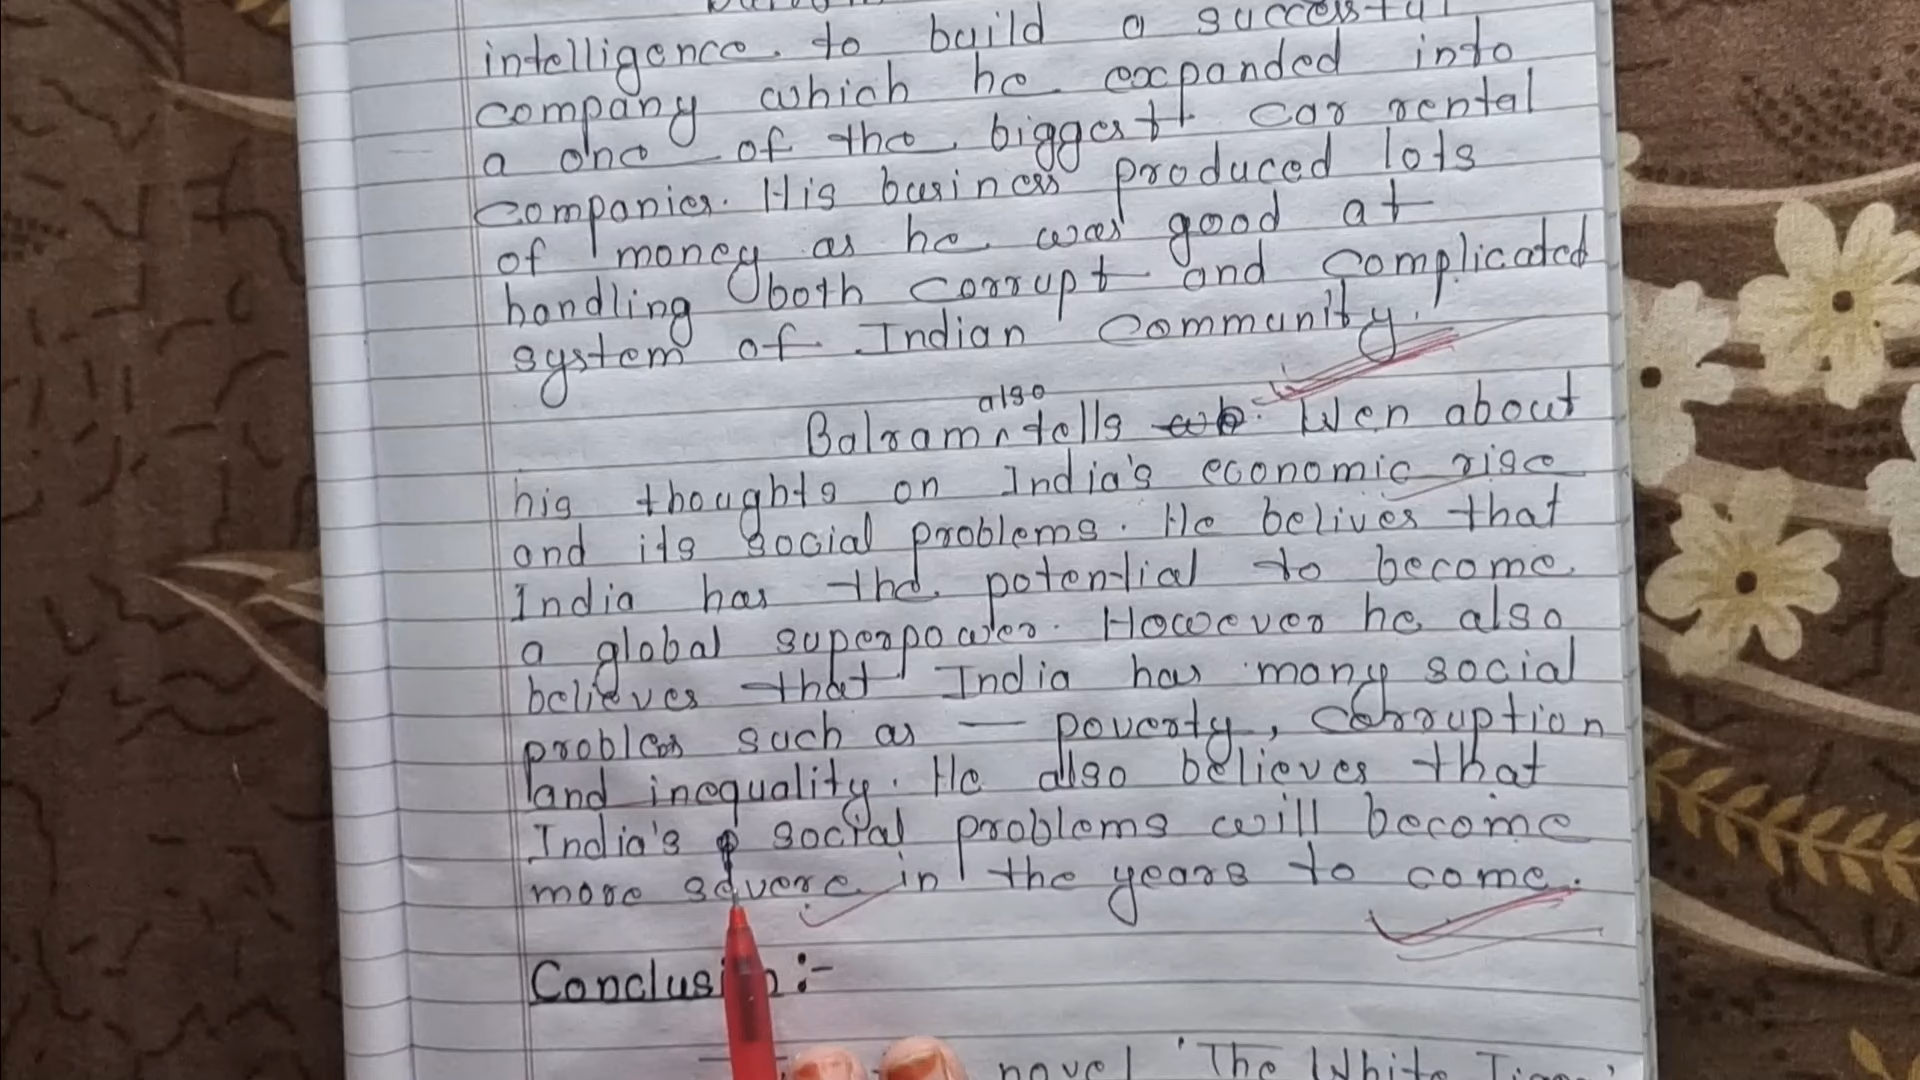 intelligence to build a successful
company which he expanded into
a one of the biggest car rental
companies. His business produced lots
of money as he was good at
handling both corrupt and complicated
system of Indian Community.
Balram also tells Wen about
his thoughts on India's economic rise
and its social problems. He belives that
India has the potential to become
a global superpower. However he also
believes that India has many social
problems such as — poverty, corruption
and inequality. He also believes that
India's social problems will become
more severe in the years to come.
Conclusion :-
novel 'The White Tiger'